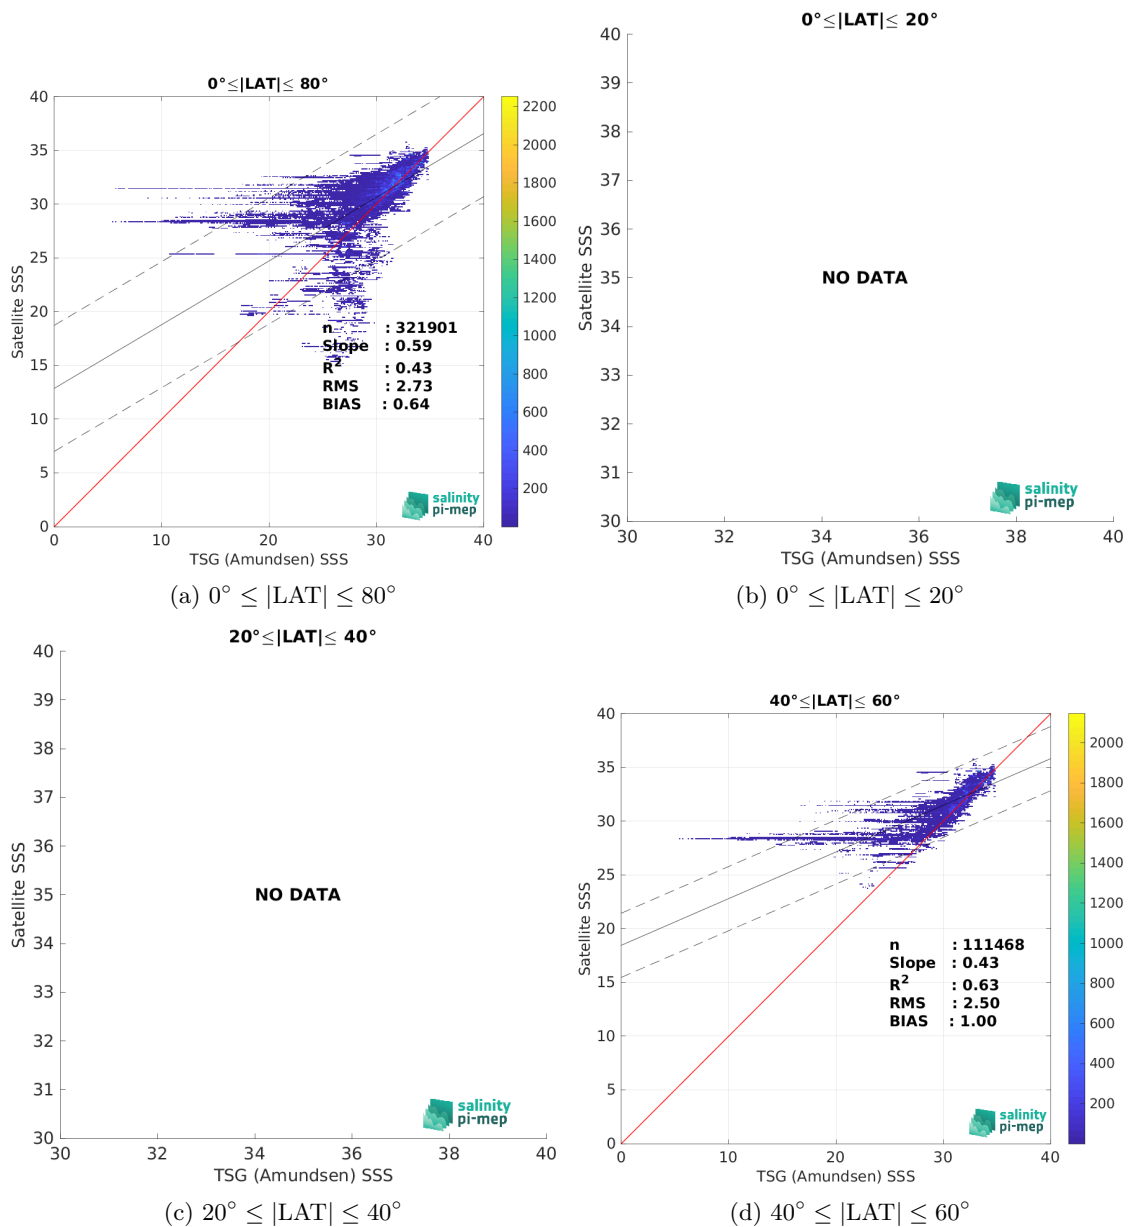 0°≤|LAT|≤ 80°
40
35
30
25
20
15
10
5
0
Satellite SSS
0 10 20 30 40
TSG (Amundsen) SSS
n : 321901
Slope : 0.59
R² : 0.43
RMS : 2.73
BIAS : 0.64
salinity
pi-mep
2200
2000
1800
1600
1400
1200
1000
800
600
400
200
(a) 0° ≤ |LAT| ≤ 80°
0°≤|LAT|≤ 20°
40
39
38
37
36
35
34
33
32
31
30
Satellite SSS
NO DATA
salinity
pi-mep
30 32 34 36 38 40
TSG (Amundsen) SSS
(b) 0° ≤ |LAT| ≤ 20°
20°≤|LAT|≤ 40°
40
39
38
37
36
35
34
33
32
31
30
Satellite SSS
NO DATA
salinity
pi-mep
30 32 34 36 38 40
TSG (Amundsen) SSS
(c) 20° ≤ |LAT| ≤ 40°
40°≤|LAT|≤ 60°
40
35
30
25
20
15
10
5
0
Satellite SSS
n : 111468
Slope : 0.43
R² : 0.63
RMS : 2.50
BIAS : 1.00
salinity
pi-mep
0 10 20 30 40
TSG (Amundsen) SSS
2000
1800
1600
1400
1200
1000
800
600
400
200
(d) 40° ≤ |LAT| ≤ 60°